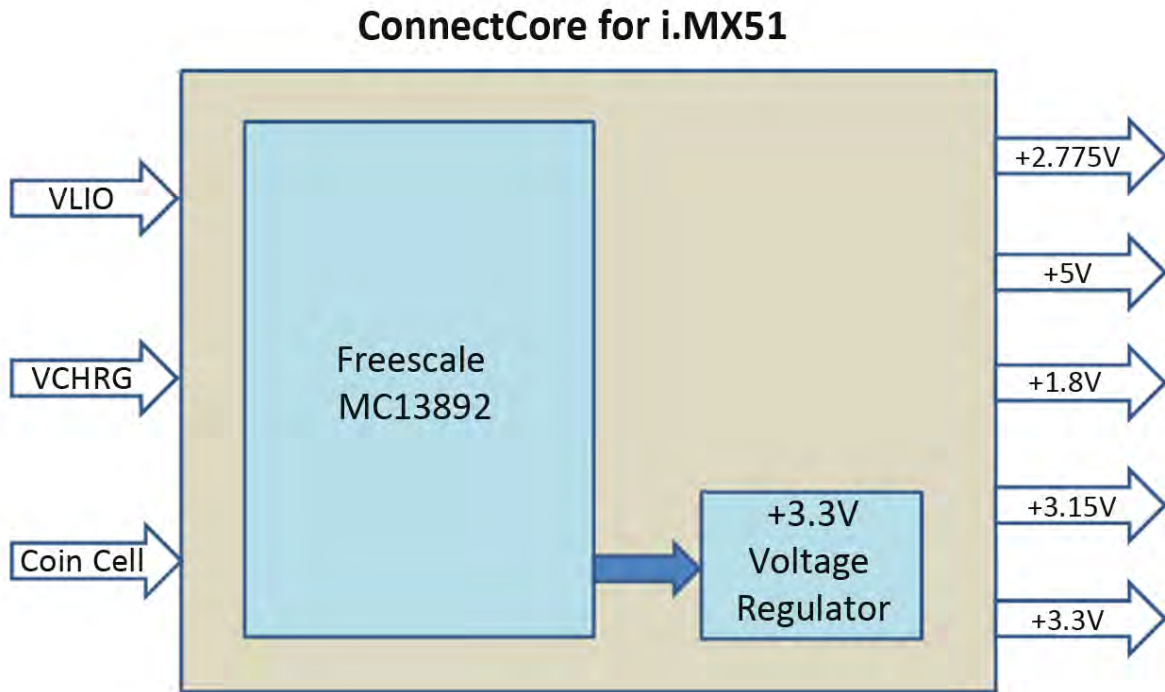 ConnectCore for i.MX51
VLIO
VCHRG
Coin Cell
Freescale
MC13892
+3.3V
Voltage
Regulator
+2.775V
+5V
+1.8V
+3.15V
+3.3V